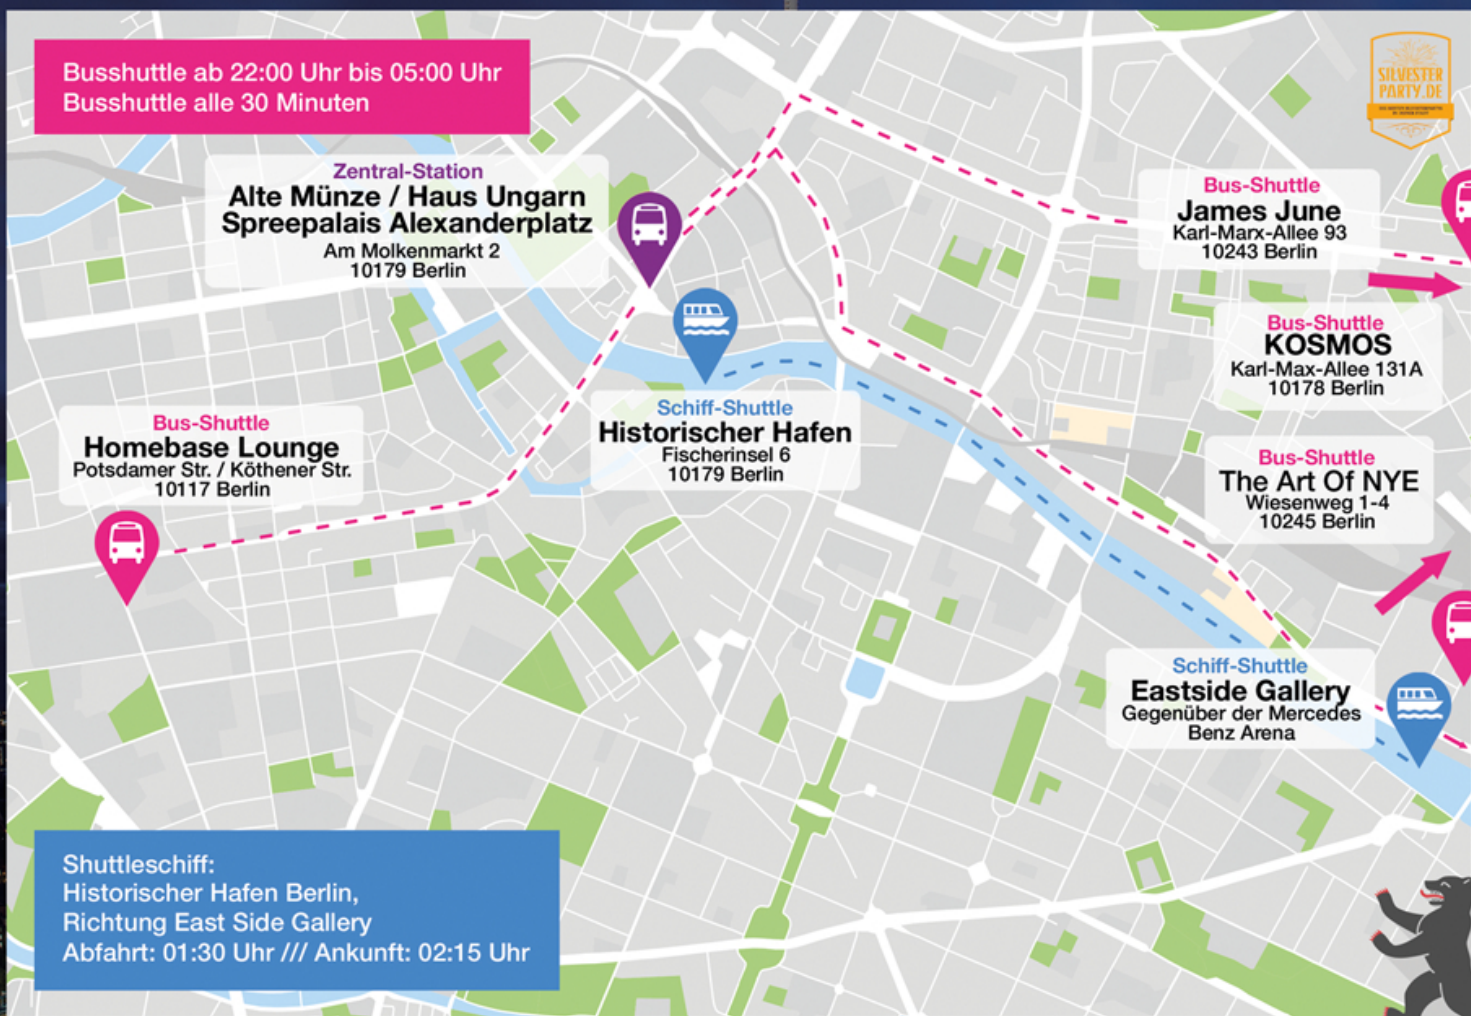 Busshuttle ab 22:00 Uhr bis 05:00 Uhr
Busshuttle alle 30 Minuten
SILVESTER
PARTY.DE
Zentral-Station
Alte Münze / Haus Ungarn
Spreepalais Alexanderplatz
Am Molkenmarkt 2
10179 Berlin
Bus-Shuttle
James June
Karl-Marx-Allee 93
10243 Berlin
Bus-Shuttle
KOSMOS
Karl-Max-Allee 131A
10178 Berlin
Bus-Shuttle
Homebase Lounge
Potsdamer Str. / Köthener Str.
10117 Berlin
Schiff-Shuttle
Historischer Hafen
Fischerinsel 6
10179 Berlin
Bus-Shuttle
The Art Of NYE
Wiesenweg 1-4
10245 Berlin
Schiff-Shuttle
Eastside Gallery
Gegenüber der Mercedes
Benz Arena
Shuttleschiff:
Historischer Hafen Berlin,
Richtung East Side Gallery
Abfahrt: 01:30 Uhr /// Ankunft: 02:15 Uhr